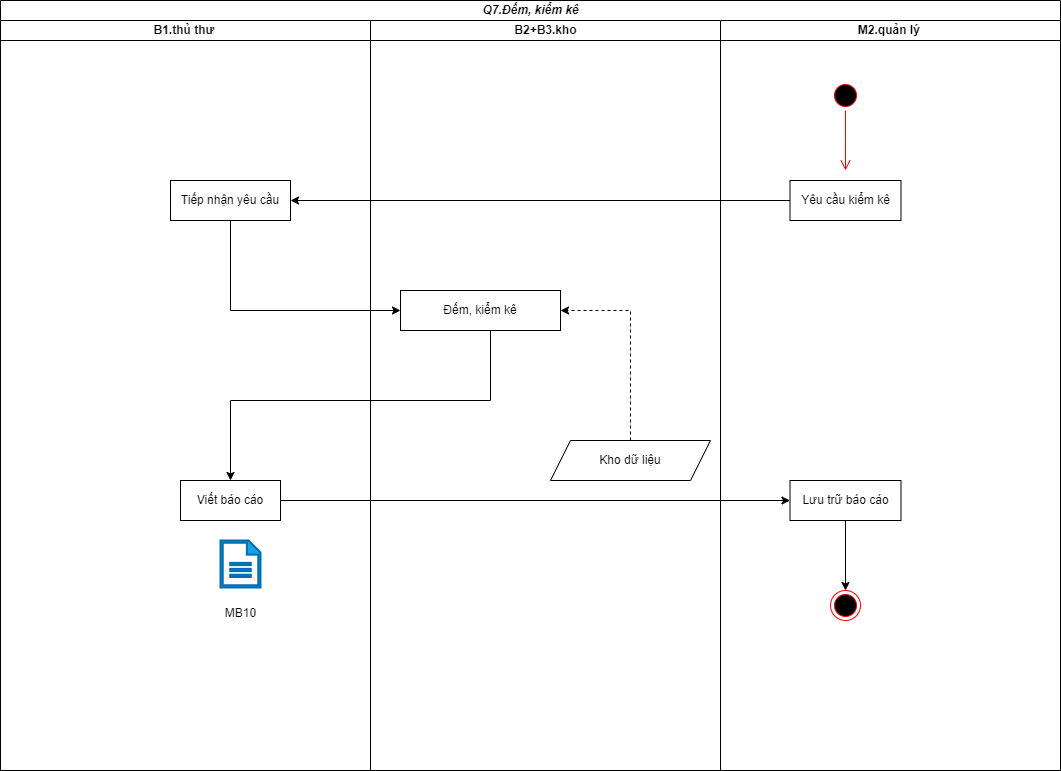 Q7.Đếm, kiểm kê
B1.thủ thư
B2+B3.kho
M2.quản lý
Tiếp nhận yêu cầu
Yêu cầu kiểm kê
Đếm, kiểm kê
Kho dữ liệu
Viết báo cáo
Lưu trữ báo cáo
MB10